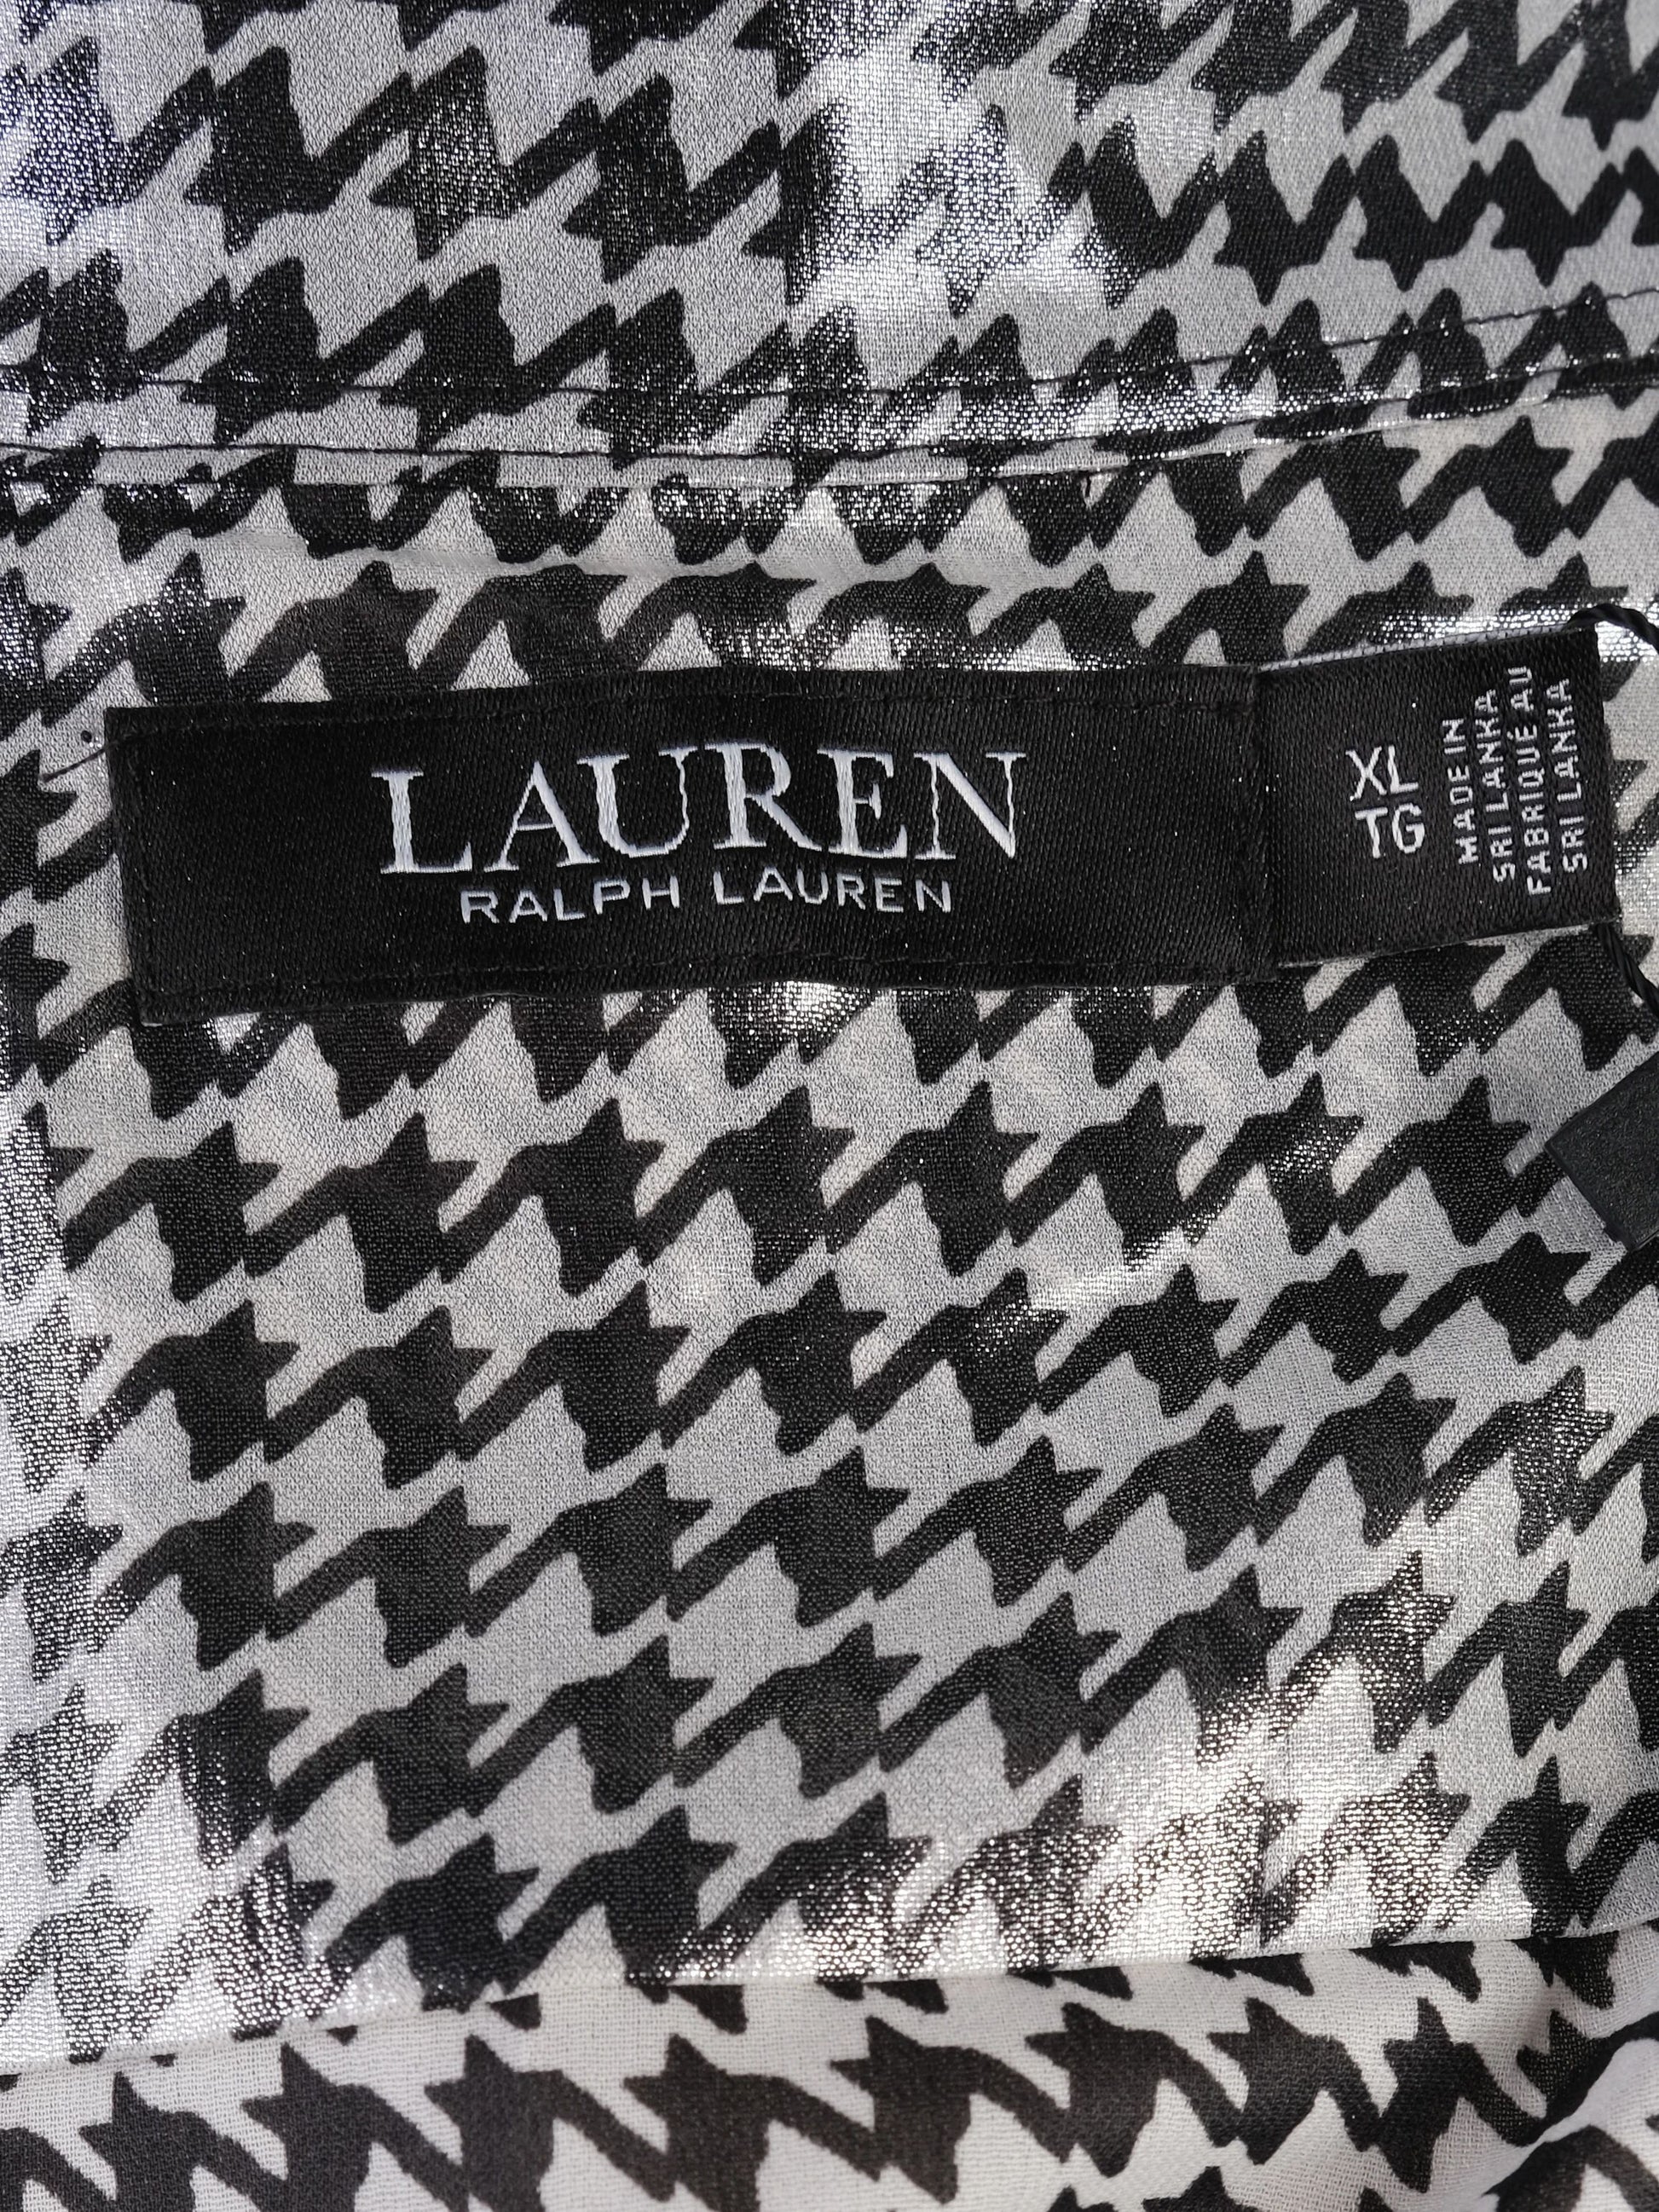 LAUREN
RALPH LAUREN
XL
TG
MADE IN
SRI LANKA
FABRIQUÉ AU
SRI LANKA